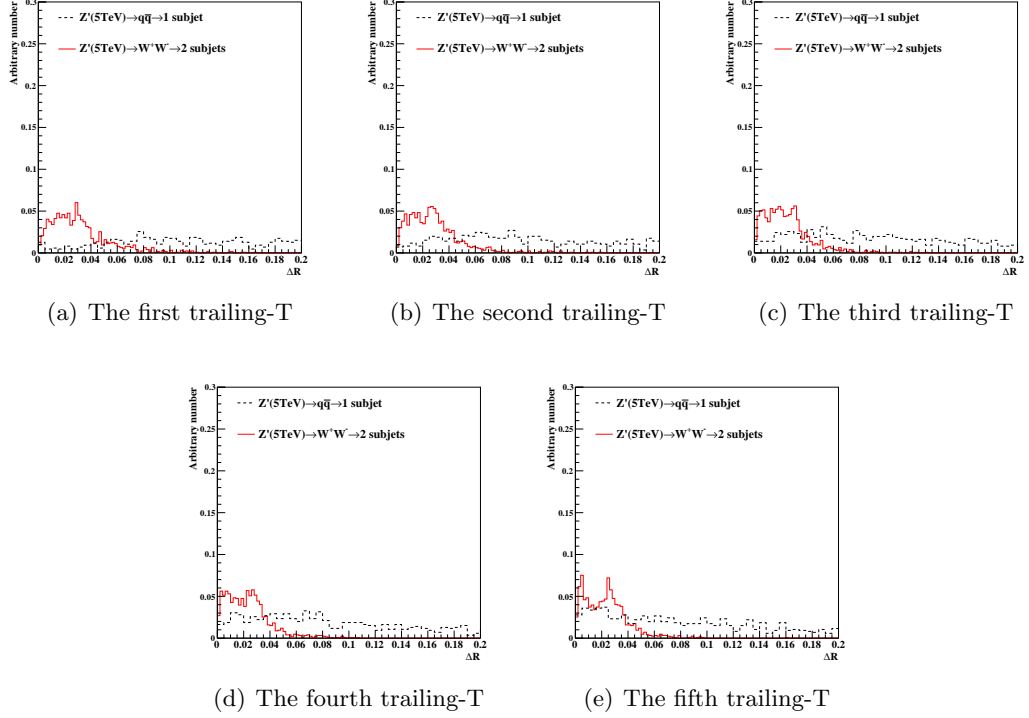 Arbitrary number
0.3
0.25
0.2
0.15
0.1
0.05
0
Z'(5TeV)→qq̅→1 subjet
Z'(5TeV)→W⁺W⁻→2 subjets
0 0.02 0.04 0.06 0.08 0.1 0.12 0.14 0.16 0.18 0.2
ΔR
(a) The first trailing-T
Arbitrary number
0.3
0.25
0.2
0.15
0.1
0.05
0
Z'(5TeV)→qq̅→1 subjet
Z'(5TeV)→W⁺W⁻→2 subjets
0 0.02 0.04 0.06 0.08 0.1 0.12 0.14 0.16 0.18 0.2
ΔR
(b) The second trailing-T
Arbitrary number
0.3
0.25
0.2
0.15
0.1
0.05
0
Z'(5TeV)→qq̅→1 subjet
Z'(5TeV)→W⁺W⁻→2 subjets
0 0.02 0.04 0.06 0.08 0.1 0.12 0.14 0.16 0.18 0.2
ΔR
(c) The third trailing-T
Arbitrary number
0.3
0.25
0.2
0.15
0.1
0.05
0
Z'(5TeV)→qq̅→1 subjet
Z'(5TeV)→W⁺W⁻→2 subjets
0 0.02 0.04 0.06 0.08 0.1 0.12 0.14 0.16 0.18 0.2
ΔR
(d) The fourth trailing-T
Arbitrary number
0.3
0.25
0.2
0.15
0.1
0.05
0
Z'(5TeV)→qq̅→1 subjet
Z'(5TeV)→W⁺W⁻→2 subjets
0 0.02 0.04 0.06 0.08 0.1 0.12 0.14 0.16 0.18 0.2
ΔR
(e) The fifth trailing-T